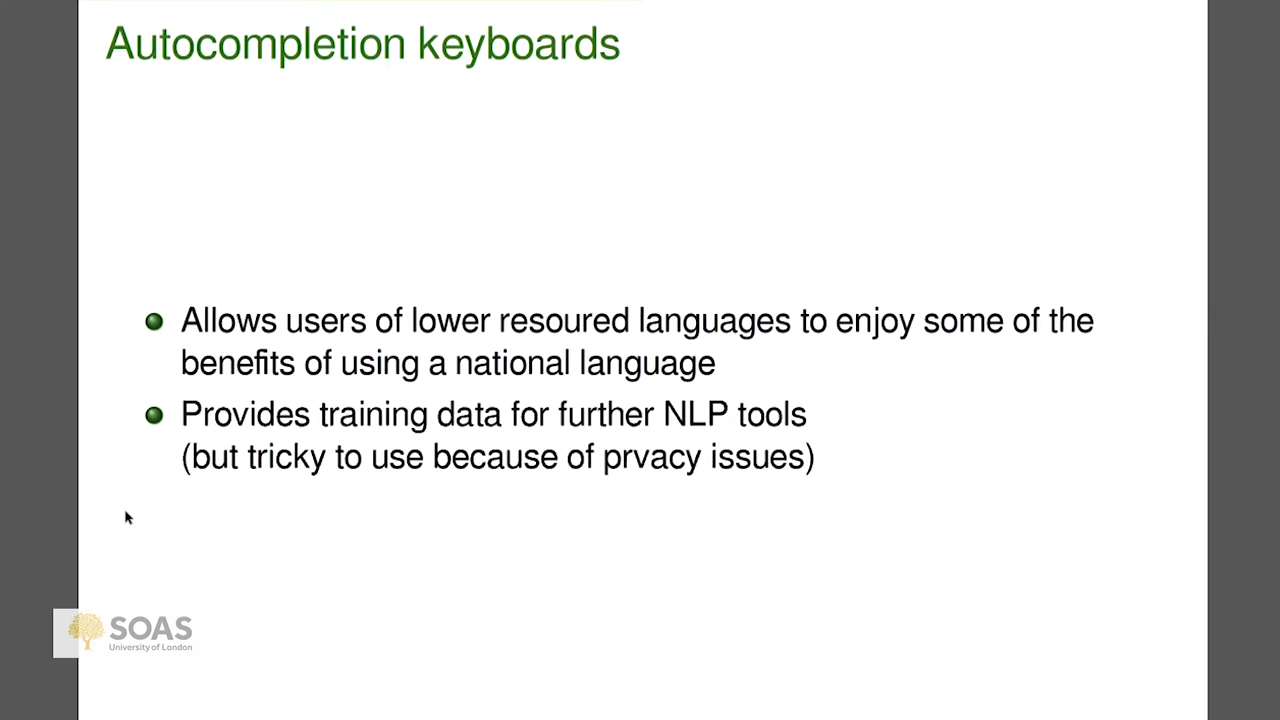 Autocompletion keyboards
Allows users of lower resoured languages to enjoy some of the
benefits of using a national language
Provides training data for further NLP tools
(but tricky to use because of prvacy issues)
SOAS
University of London